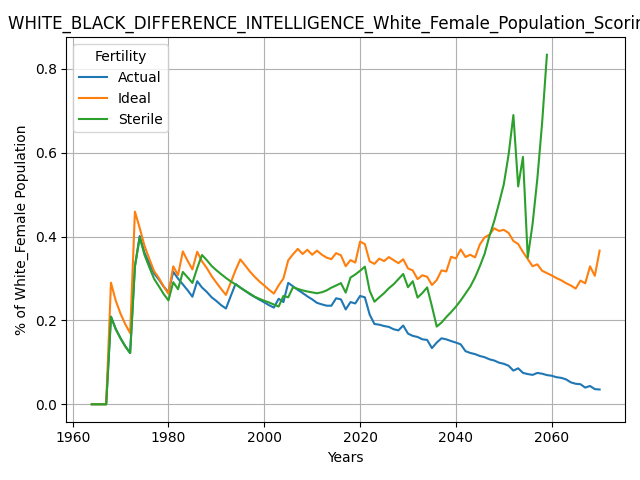 WHITE_BLACK_DIFFERENCE_INTELLIGENCE_White_Female_Population_Scorin
Fertility
Actual
Ideal
Sterile
% of White_Female Population
0.8
0.6
0.4
0.2
0.0
1960 1980 2000 2020 2040 2060
Years